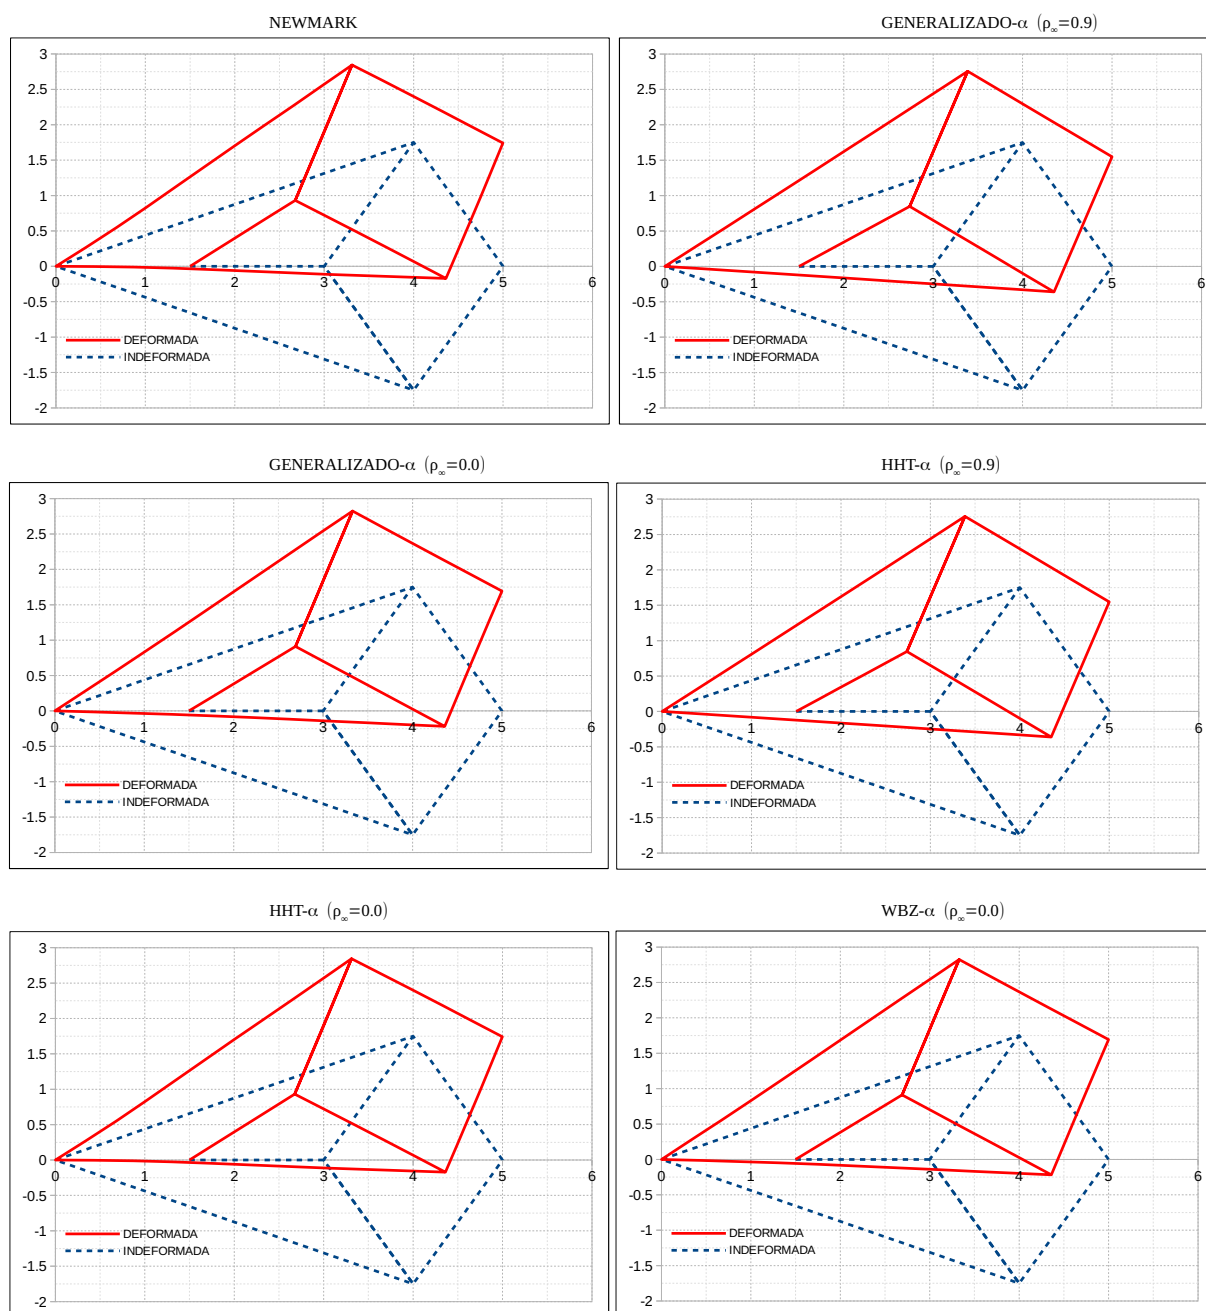 NEWMARK
3
2.5
2
1.5
1
0.5
0
-0.5
-1
-1.5
-2
0 1 2 3 4 5 6
DEFORMADA
INDEFORMADA
GENERALIZADO-α (ρ∞=0.9)
3
2.5
2
1.5
1
0.5
0
-0.5
-1
-1.5
-2
0 1 2 3 4 5 6
DEFORMADA
INDEFORMADA
GENERALIZADO-α (ρ∞=0.0)
3
2.5
2
1.5
1
0.5
0
-0.5
-1
-1.5
-2
0 1 2 3 4 5 6
DEFORMADA
INDEFORMADA
HHT-α (ρ∞=0.9)
3
2.5
2
1.5
1
0.5
0
-0.5
-1
-1.5
-2
0 1 2 3 4 5 6
DEFORMADA
INDEFORMADA
HHT-α (ρ∞=0.0)
3
2.5
2
1.5
1
0.5
0
-0.5
-1
-1.5
-2
0 1 2 3 4 5 6
DEFORMADA
INDEFORMADA
WBZ-α (ρ∞=0.0)
3
2.5
2
1.5
1
0.5
0
-0.5
-1
-1.5
-2
0 1 2 3 4 5 6
DEFORMADA
INDEFORMADA